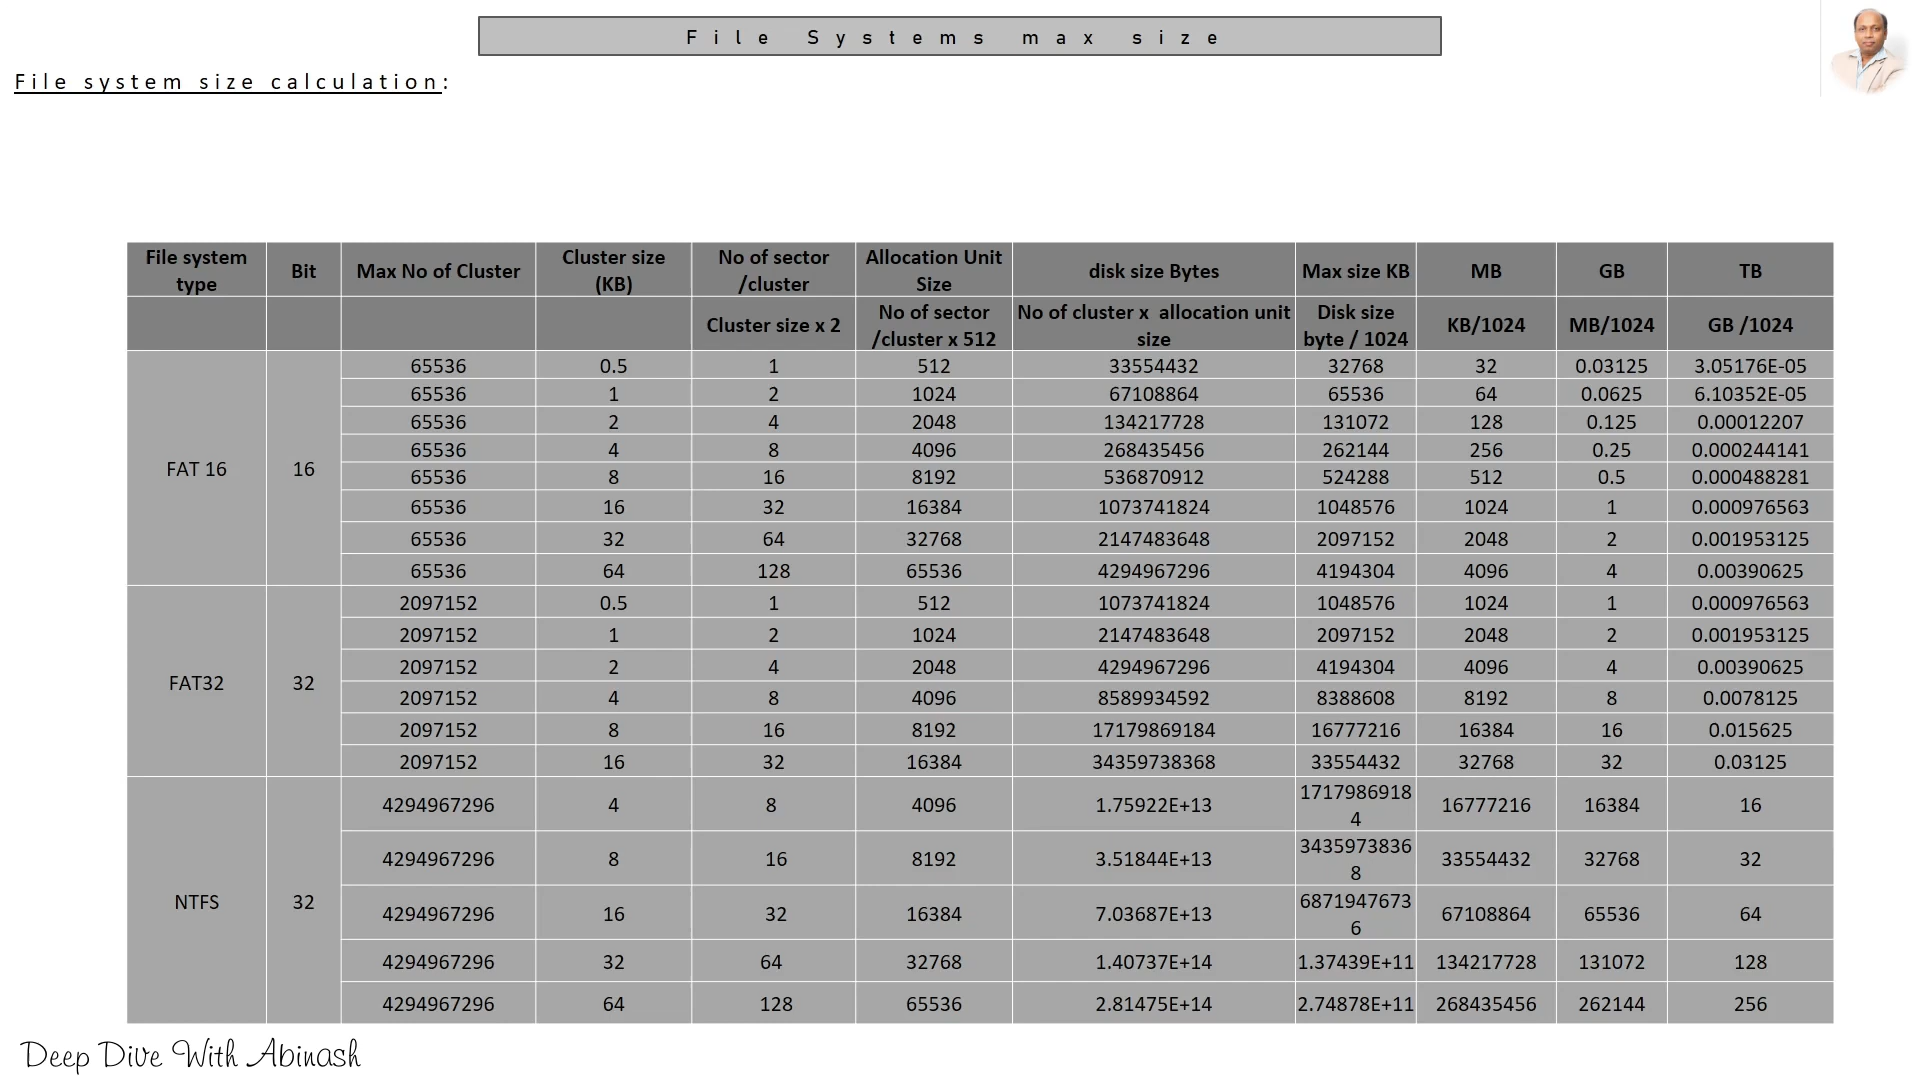 File Systems max size
File system size calculation:
File system type | Bit | Max No of Cluster | Cluster size (KB) | No of sector /cluster | Allocation Unit Size | disk size Bytes | Max size KB | MB | GB | TB
Cluster size x 2 | No of sector /cluster x 512 | No of cluster x allocation unit size | Disk size byte / 1024 | KB/1024 | MB/1024 | GB /1024
FAT 16 | 16 | 65536 | 0.5 | 1 | 512 | 33554432 | 32768 | 32 | 0.03125 | 3.05176E-05
65536 | 1 | 2 | 1024 | 67108864 | 65536 | 64 | 0.0625 | 6.10352E-05
65536 | 2 | 4 | 2048 | 134217728 | 131072 | 128 | 0.125 | 0.00012207
65536 | 4 | 8 | 4096 | 268435456 | 262144 | 256 | 0.25 | 0.000244141
65536 | 8 | 16 | 8192 | 536870912 | 524288 | 512 | 0.5 | 0.000488281
65536 | 16 | 32 | 16384 | 1073741824 | 1048576 | 1024 | 1 | 0.000976563
65536 | 32 | 64 | 32768 | 2147483648 | 2097152 | 2048 | 2 | 0.001953125
65536 | 64 | 128 | 65536 | 4294967296 | 4194304 | 4096 | 4 | 0.00390625
FAT32 | 32 | 2097152 | 0.5 | 1 | 512 | 1073741824 | 1048576 | 1024 | 1 | 0.000976563
2097152 | 1 | 2 | 1024 | 2147483648 | 2097152 | 2048 | 2 | 0.001953125
2097152 | 2 | 4 | 2048 | 4294967296 | 4194304 | 4096 | 4 | 0.00390625
2097152 | 4 | 8 | 4096 | 8589934592 | 8388608 | 8192 | 8 | 0.0078125
2097152 | 8 | 16 | 8192 | 17179869184 | 16777216 | 16384 | 16 | 0.015625
2097152 | 16 | 32 | 16384 | 34359738368 | 33554432 | 32768 | 32 | 0.03125
NTFS | 32 | 4294967296 | 4 | 8 | 4096 | 1.75922E+13 | 17179869184 | 16777216 | 16384 | 16
4294967296 | 8 | 16 | 8192 | 3.51844E+13 | 34359738368 | 33554432 | 32768 | 32
4294967296 | 16 | 32 | 16384 | 7.03687E+13 | 68719476736 | 67108864 | 65536 | 64
4294967296 | 32 | 64 | 32768 | 1.40737E+14 | 1.37439E+11 | 134217728 | 131072 | 128
4294967296 | 64 | 128 | 65536 | 2.81475E+14 | 2.74878E+11 | 268435456 | 262144 | 256
Deep Dive With Abinash